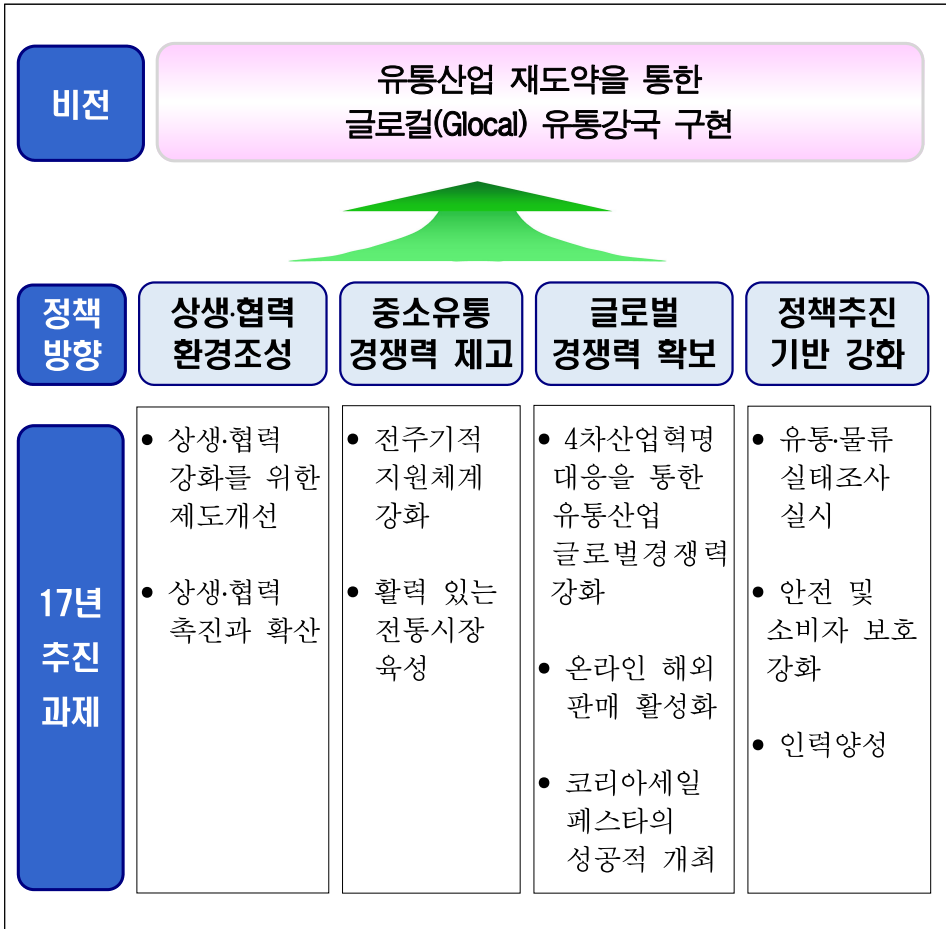 비전
유통산업 재도약을 통한
글로컬(Glocal) 유통강국 구현
정책
방향
상생·협력
환경조성
중소유통
경쟁력 제고
글로벌
경쟁력 확보
정책추진
기반 강화
17년
추진
과제
• 상생·협력
강화를 위한
제도개선
• 상생·협력
촉진과 확산
• 전주기적
지원체계
강화
• 활력 있는
전통시장
육성
• 4차산업혁명
대응을 통한
유통산업
글로벌경쟁력
강화
• 온라인 해외
판매 활성화
• 코리아세일
페스타의
성공적 개최
• 유통·물류
실태조사
실시
• 안전 및
소비자 보호
강화
• 인력양성